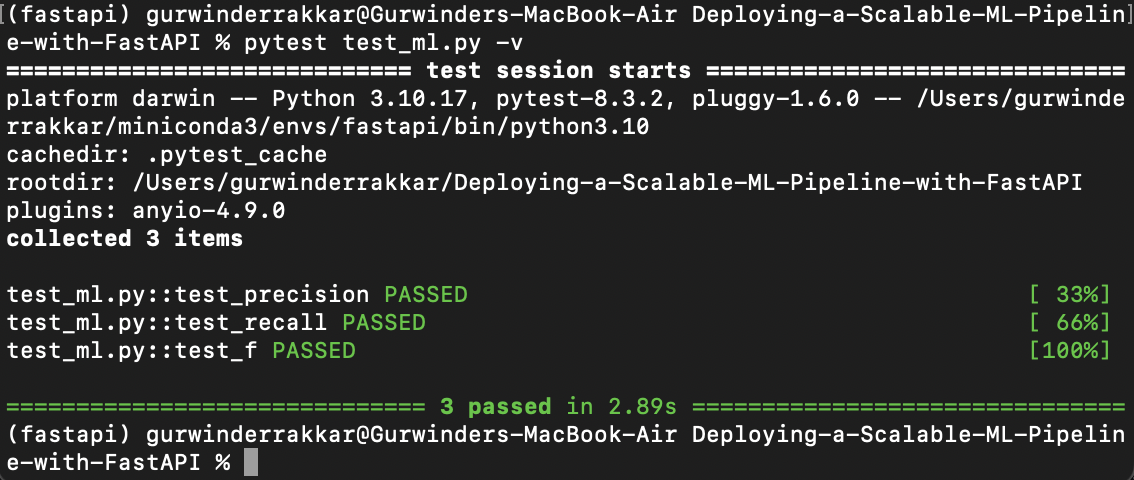 [(fastapi) gurwinderrakkar@Gurwinders-MacBook-Air Deploying-a-Scalable-ML-Pipelin]
e-with-FastAPI % pytest test_ml.py -v
============================= test session starts ==============================
platform darwin -- Python 3.10.17, pytest-8.3.2, pluggy-1.6.0 -- /Users/gurwinde
rrakkar/miniconda3/envs/fastapi/bin/python3.10
cachedir: .pytest_cache
rootdir: /Users/gurwinderrakkar/Deploying-a-Scalable-ML-Pipeline-with-FastAPI
plugins: anyio-4.9.0
collected 3 items
test_ml.py::test_precision PASSED [ 33%]
test_ml.py::test_recall PASSED [ 66%]
test_ml.py::test_f PASSED [100%]
============================== 3 passed in 2.89s ===============================
(fastapi) gurwinderrakkar@Gurwinders-MacBook-Air Deploying-a-Scalable-ML-Pipelin
e-with-FastAPI %